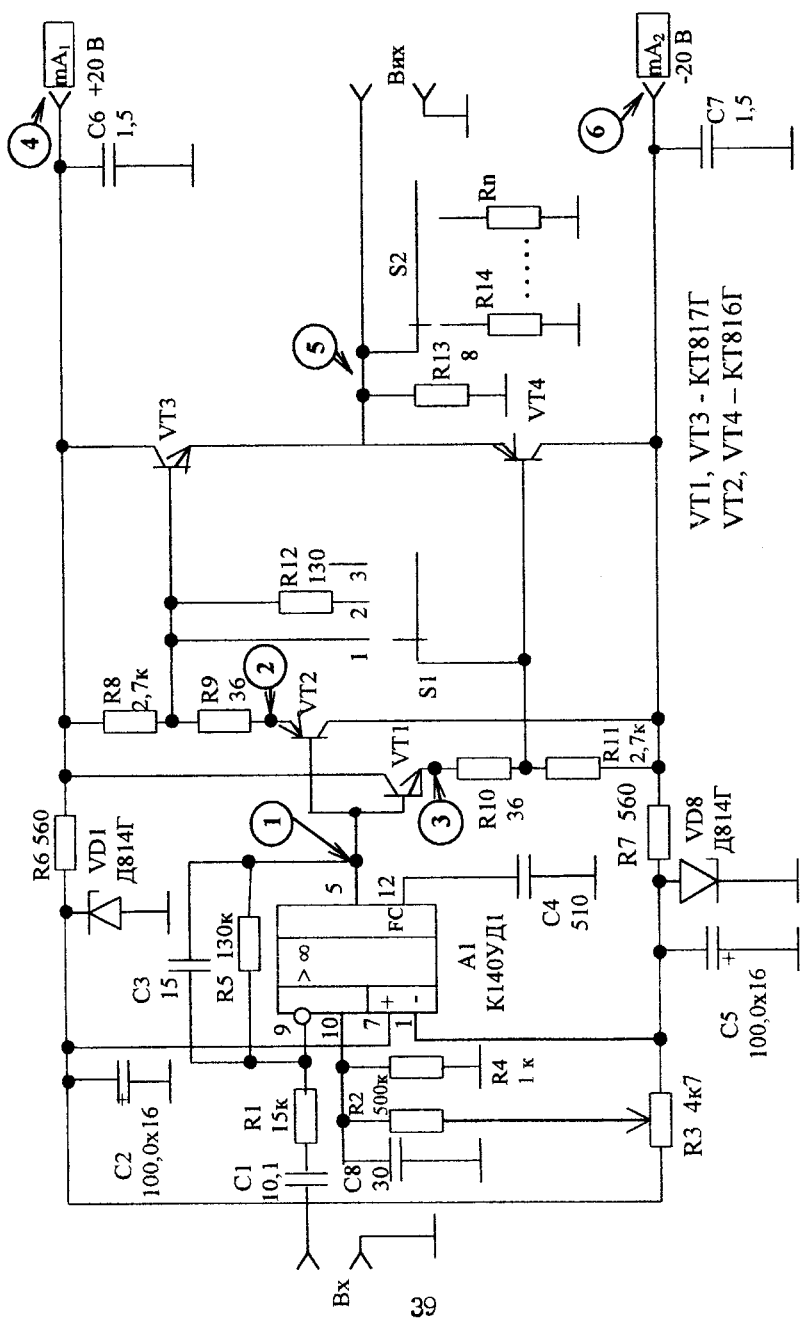 4
mA₁
+20 В
C6
1,5
R6 560
VD1
Д814Г
C2
100,0х16
C3
15
R5 130к
R8
2,7к
R9
36
2
VT2
VT1
VT3
R12
130
1
2
3
S1
5
R13
8
S2
R14
.....
Rn
Вих
VT4
Вх
C1
10,1
R1
15к
C8
30
R2
500к
R4
1 к
9
10
7
1
> ∞
+
-
FC
5
12
A1
К140УД1
1
3
R10
36
C4
510
R11
2,7к
R3 4к7
C5
100,0х16
R7 560
VD8
Д814Г
6
mA₂
-20 В
C7
1,5
VT1, VT3 - КТ817Г
VT2, VT4 – КТ816Г
39